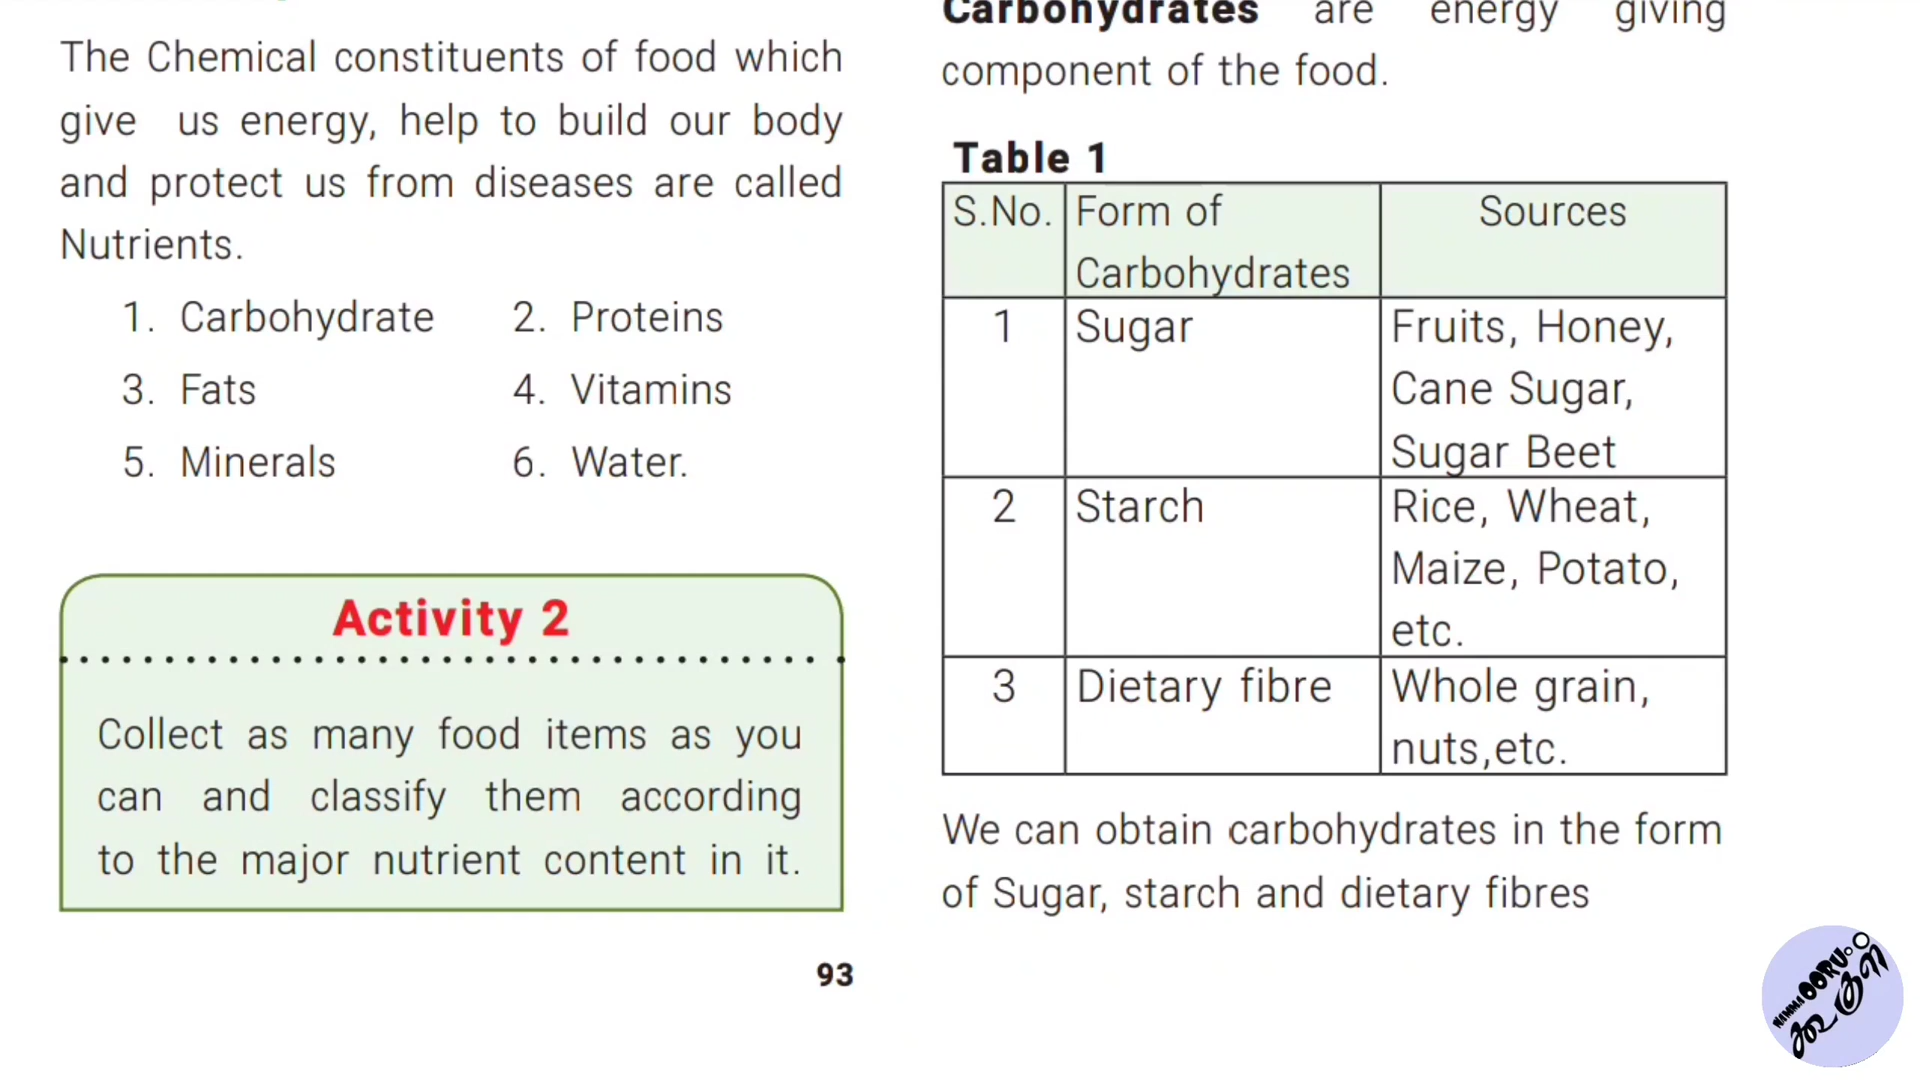 The Chemical constituents of food which
give us energy, help to build our body
and protect us from diseases are called
Nutrients.
1. Carbohydrate 2. Proteins
3. Fats 4. Vitamins
5. Minerals 6. Water.
Activity 2
Collect as many food items as you
can and classify them according
to the major nutrient content in it.
93
Carbohydrates are energy giving
component of the food.
Table 1
S.No. Form of Carbohydrates Sources
1 Sugar Fruits, Honey,
Cane Sugar,
Sugar Beet
2 Starch Rice, Wheat,
Maize, Potato,
etc.
3 Dietary fibre Whole grain,
nuts,etc.
We can obtain carbohydrates in the form
of Sugar, starch and dietary fibres
NAMMA OORU